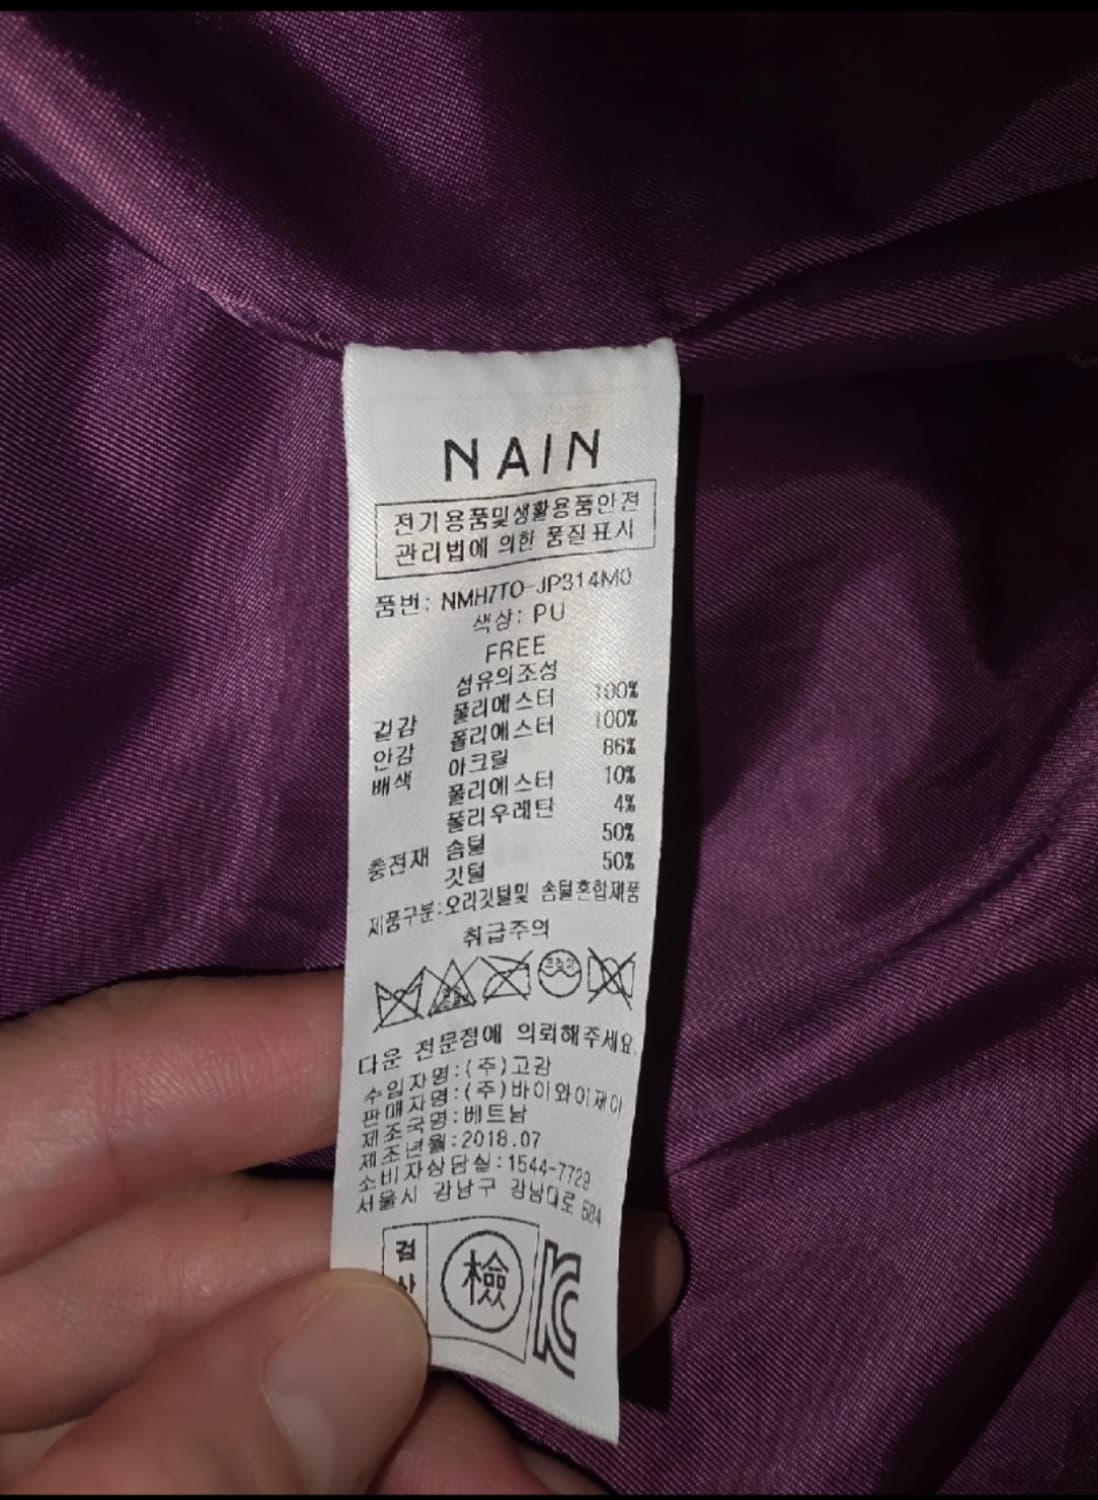 NAIN
전기용품및생활용품안전
관리법에 의한 품질표시
품번: NMH7TO-JP314M0
색상: PU
FREE
섬유의조성
겉감 폴리에스터 100%
안감 폴리에스터 100%
배색 아크릴 86%
폴리에스터 10%
폴리우레탄 4%
충전재 솜털 50%
깃털 50%
제품구분:오리깃털및 솜털혼합제품
취급주의
다운 전문점에 의뢰해주세요.
수입자명:(주)고감
판매자명:(주)바이와이제이
제조국명:베트남
제조년월:2018.07
소비자상담실:1544-7729
서울시 강남구 강남대로 584
검
檢